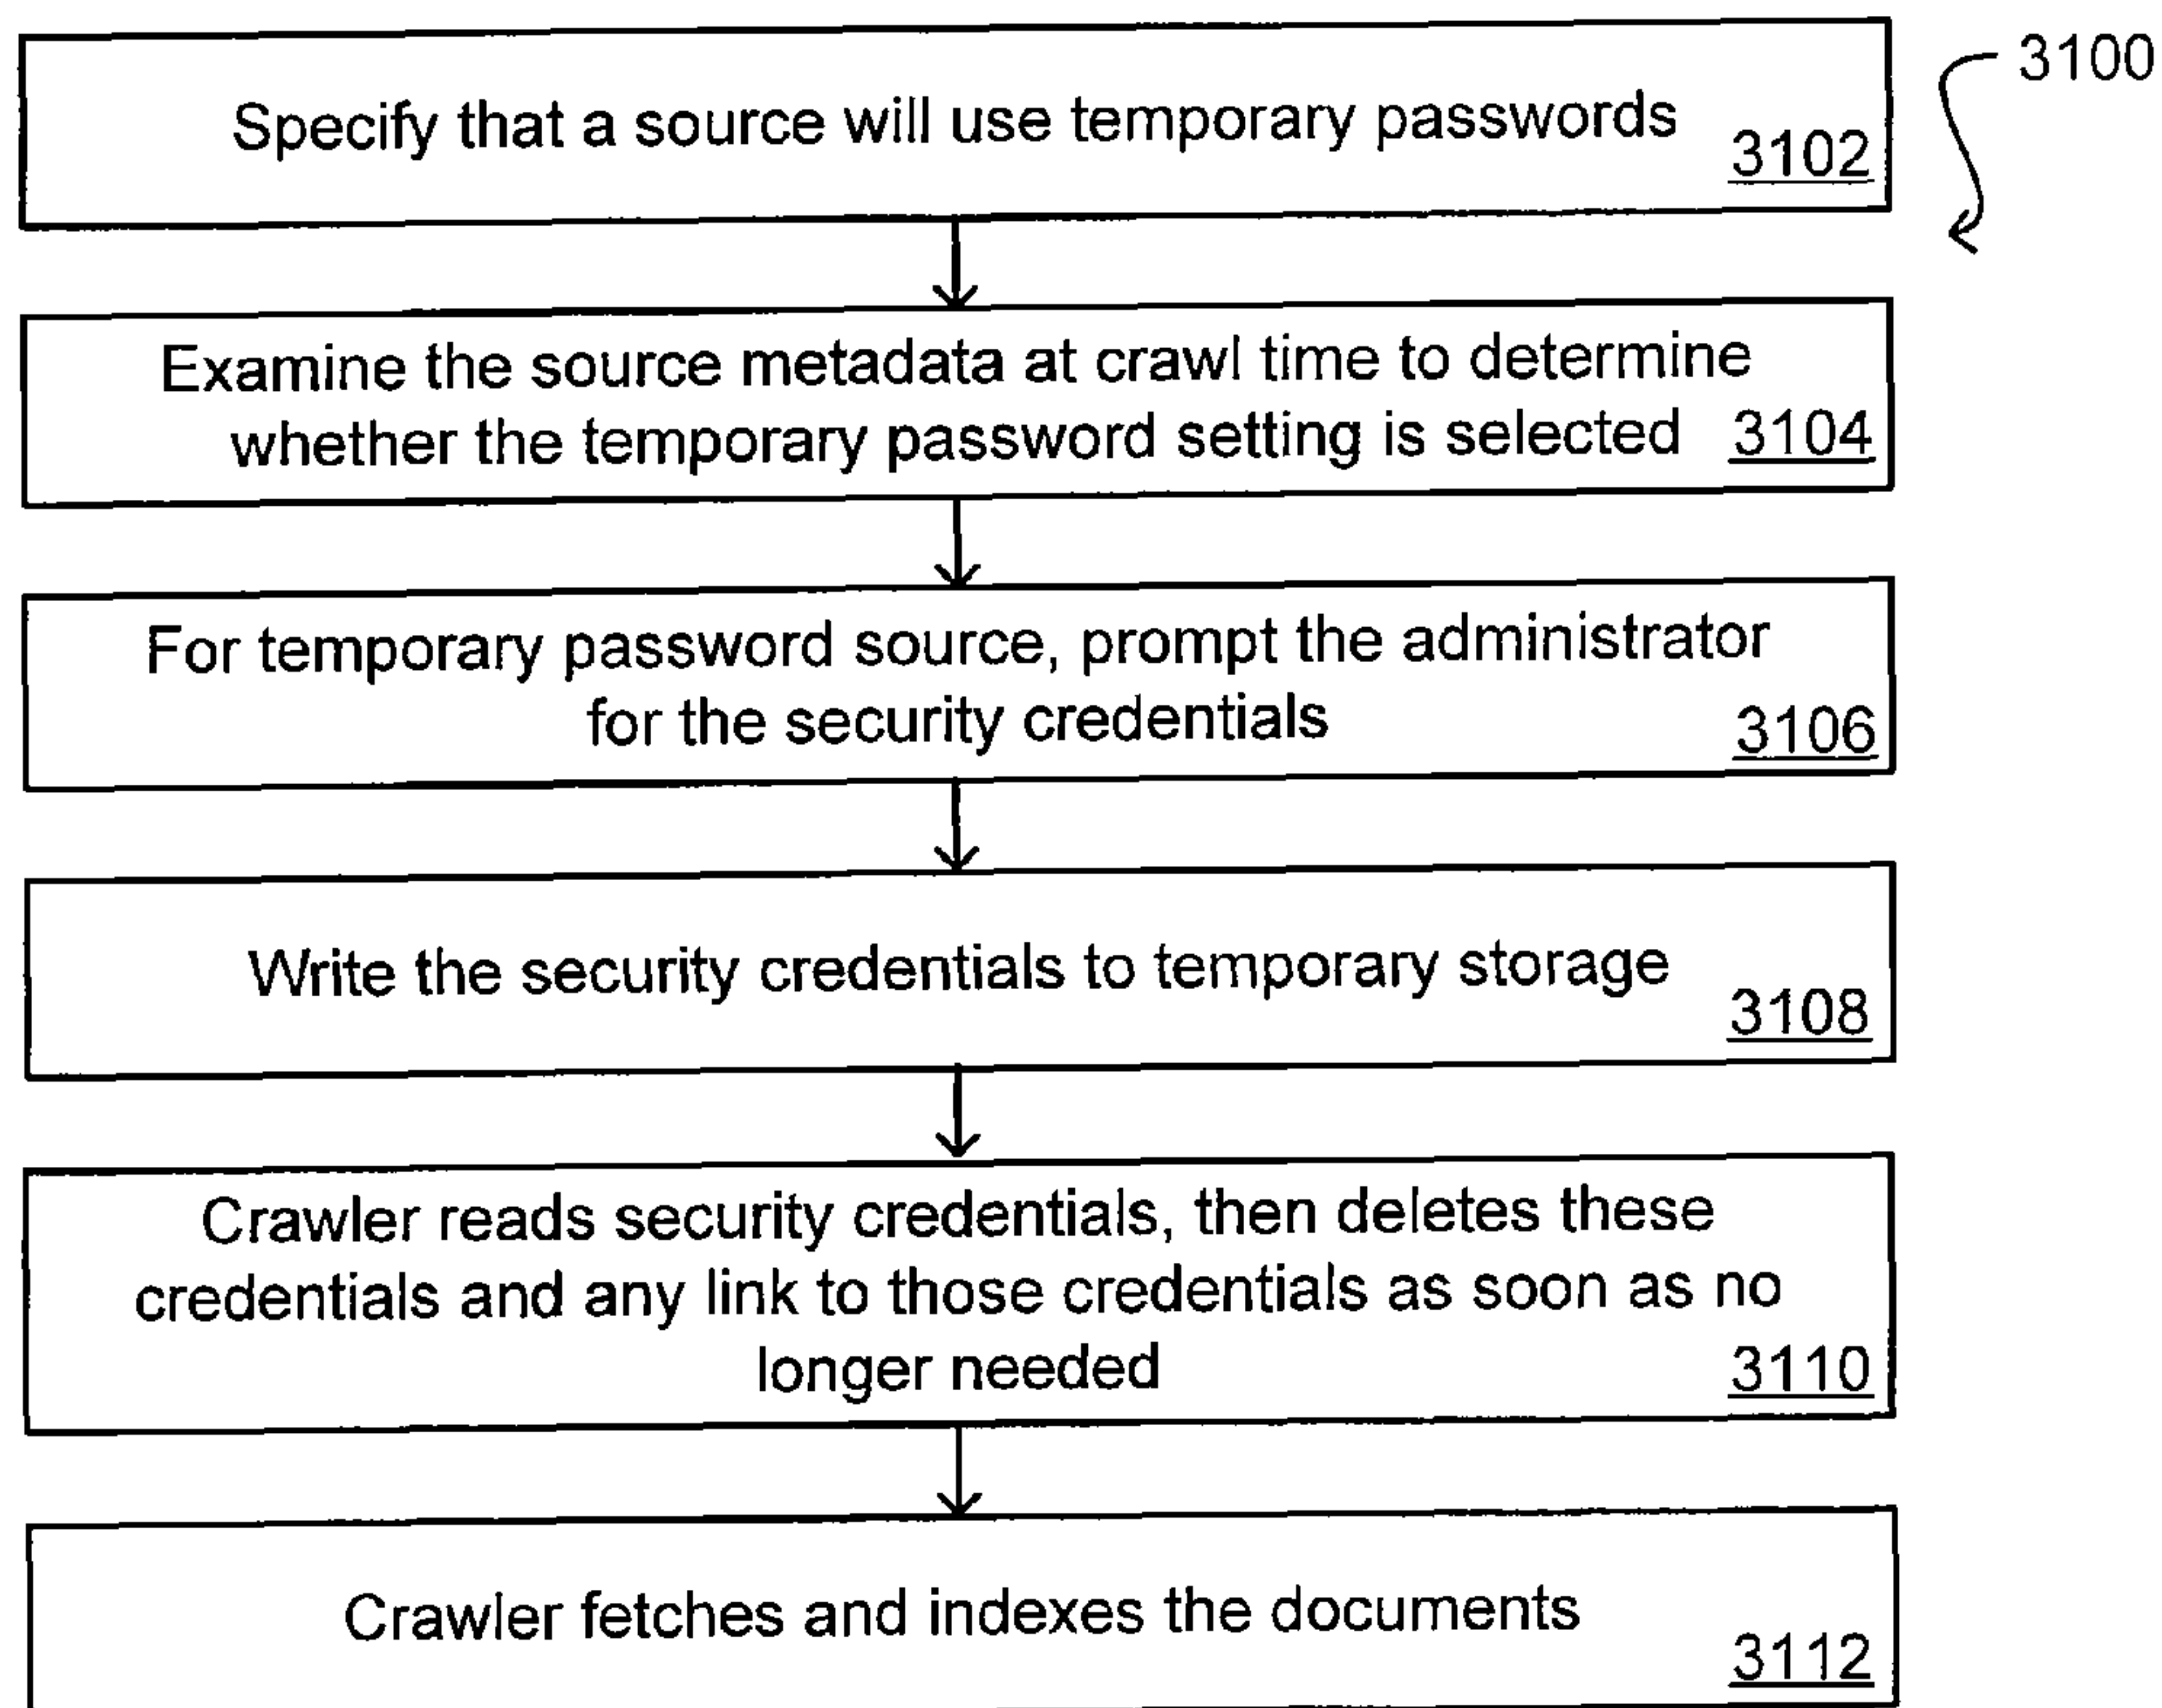 3100
Specify that a source will use temporary passwords
3102
Examine the source metadata at crawl time to determine
whether the temporary password setting is selected 3104
For temporary password source, prompt the administrator
for the security credentials
3106
Write the security credentials to temporary storage
3108
Crawler reads security credentials, then deletes these
credentials and any link to those credentials as soon as no
longer needed
3110
Crawler fetches and indexes the documents
3112